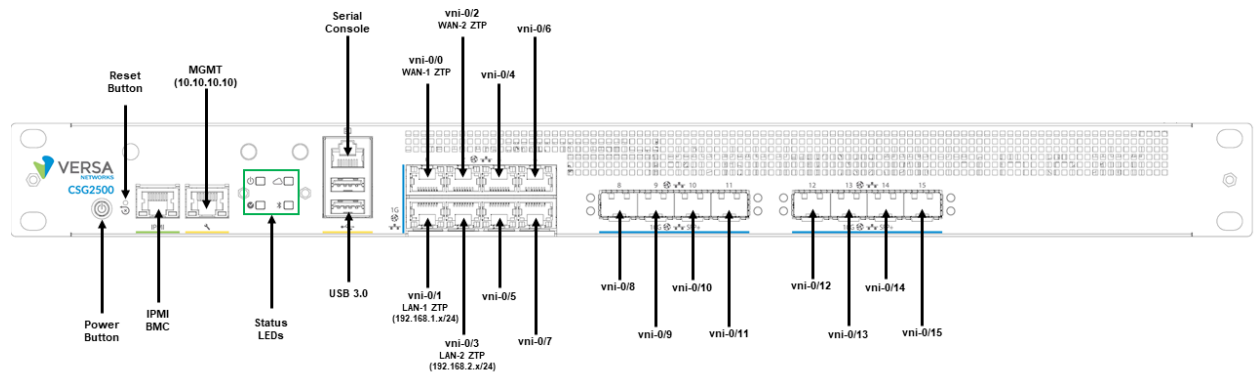 Serial
Console
vni-0/2
WAN-2 ZTP
vni-0/6
vni-0/0
WAN-1 ZTP
vni-0/4
Reset
Button
MGMT
(10.10.10.10)
VERSA
NETWORKS
CSG2500
IPMI
1G
8 9 10 11
12 13 14 15
10G SFP+
10G SFP+
Power
Button
IPMI
BMC
Status
LEDs
USB 3.0
vni-0/1
LAN-1 ZTP
(192.168.1.x/24)
vni-0/3
LAN-2 ZTP
(192.168.2.x/24)
vni-0/5
vni-0/7
vni-0/8
vni-0/9
vni-0/10
vni-0/11
vni-0/12
vni-0/13
vni-0/14
vni-0/15